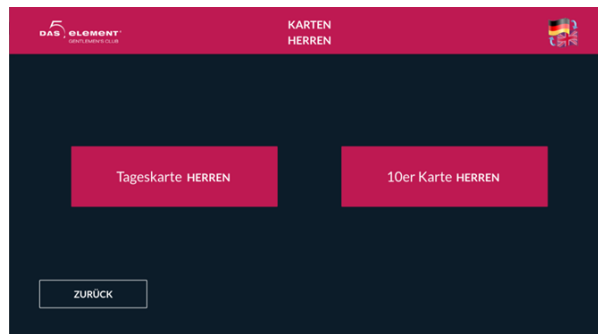 DAS 5 ELEMENT
GENTLEMEN'S CLUB
KARTEN
HERREN
Tageskarte HERREN
10er Karte HERREN
ZURÜCK